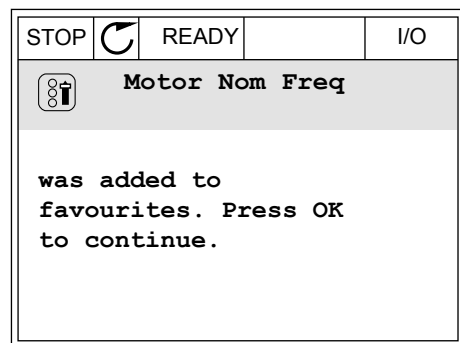 STOP READY I/O
Motor Nom Freq
was added to
favourites. Press OK
to continue.